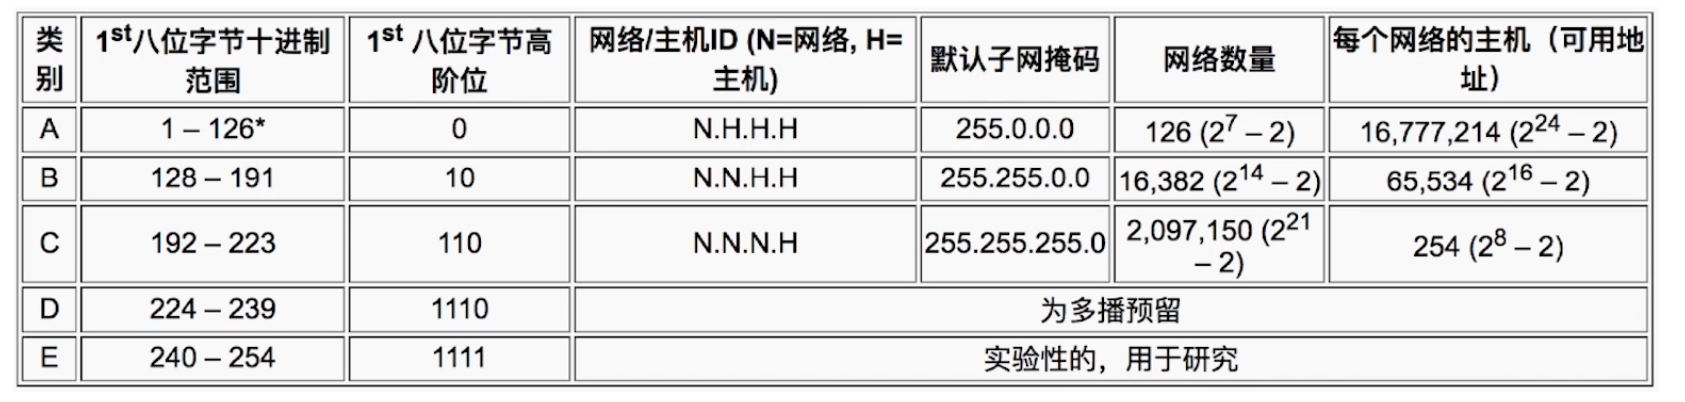 类别 1st八位字节十进制范围 1st 八位字节高阶位 网络/主机ID (N=网络, H=主机) 默认子网掩码 网络数量 每个网络的主机（可用地址）
A 1 – 126* 0 N.H.H.H 255.0.0.0 126 (2^7 – 2) 16,777,214 (2^24 – 2)
B 128 – 191 10 N.N.H.H 255.255.0.0 16,382 (2^14 – 2) 65,534 (2^16 – 2)
C 192 – 223 110 N.N.N.H 255.255.255.0 2,097,150 (2^21 – 2) 254 (2^8 – 2)
D 224 – 239 1110 为多播预留
E 240 – 254 1111 实验性的，用于研究